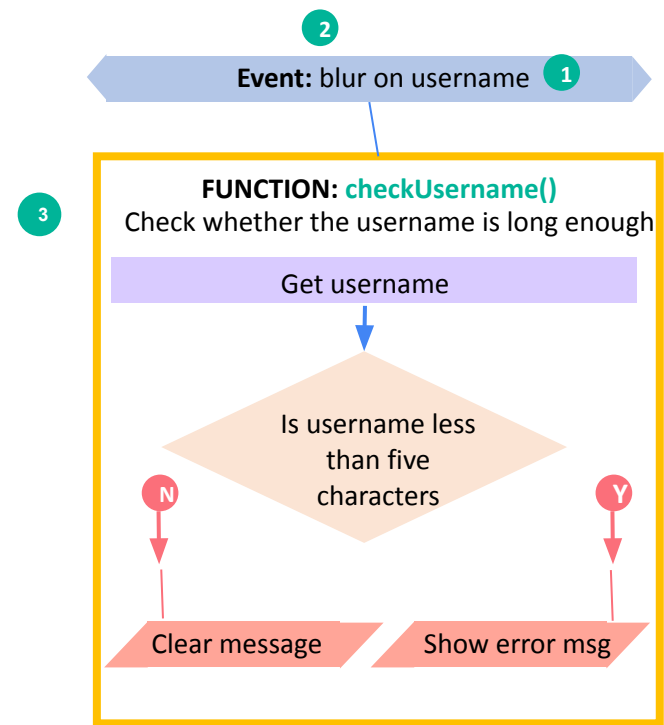 2
Event: blur on username 1
3
FUNCTION: checkUsername()
Check whether the username is long enough
Get username
Is username less
than five
characters
N
Y
Clear message
Show error msg